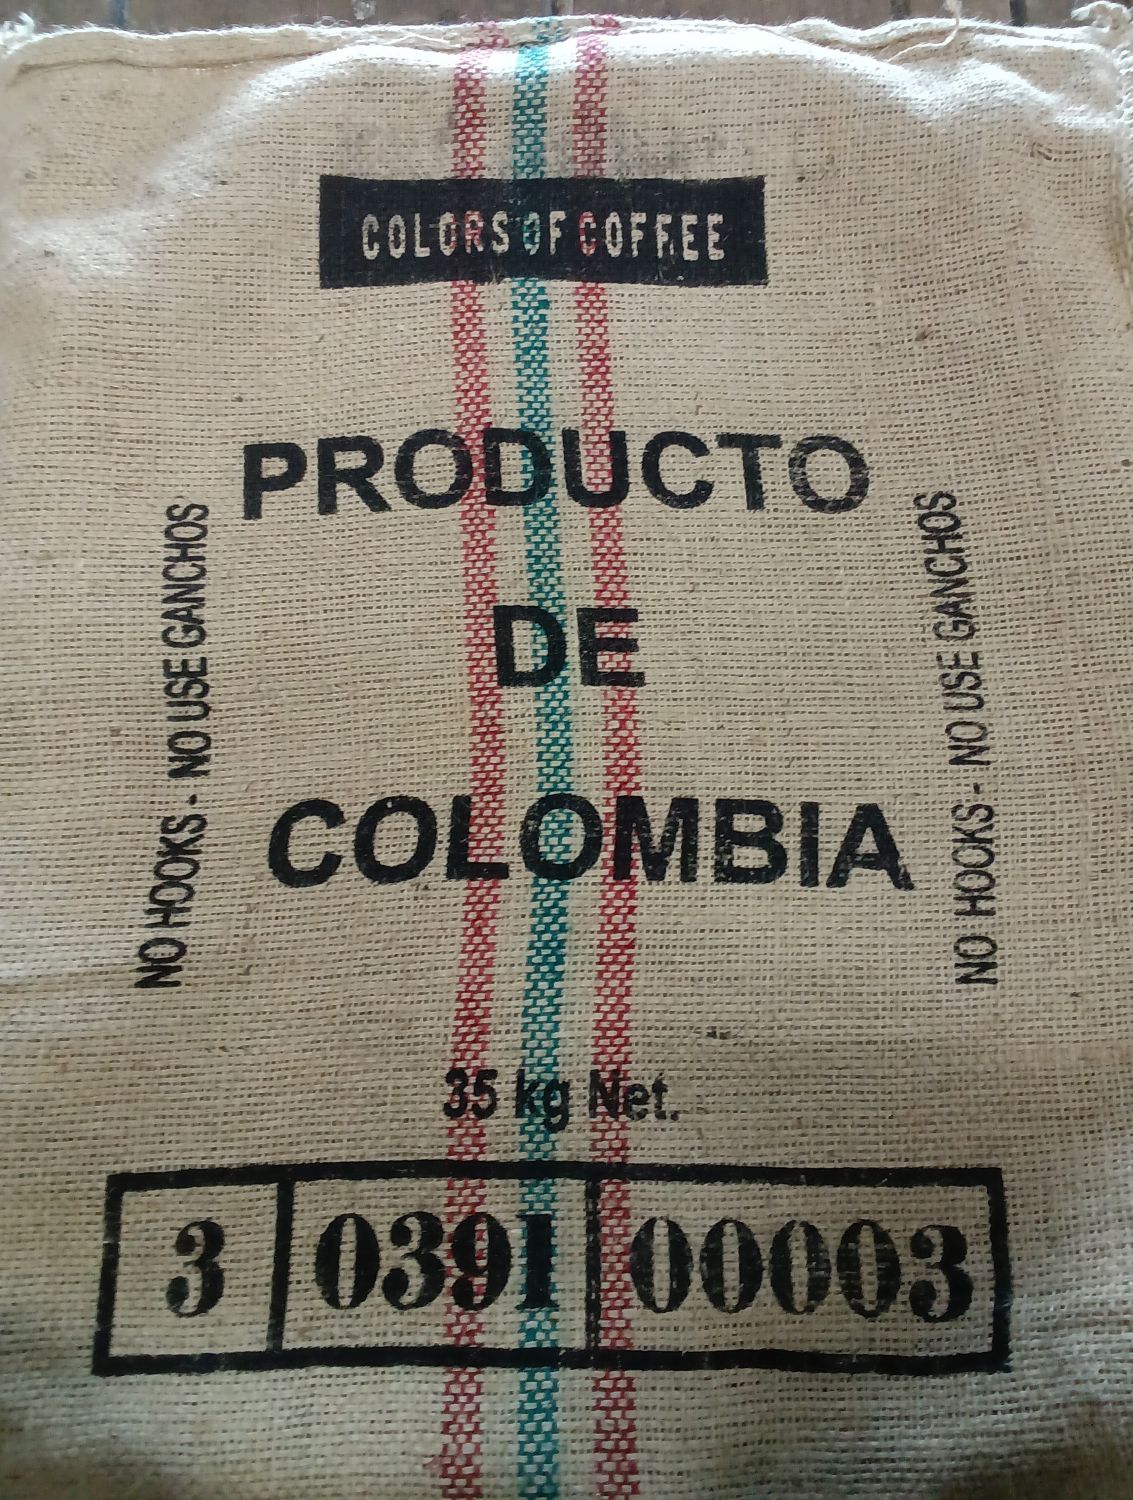 COLORS OF COFFEE
PRODUCTO
DE
COLOMBIA
NO HOOKS - NO USE GANCHOS
NO HOOKS - NO USE GANCHOS
35 kg Net.
3 0391 00003